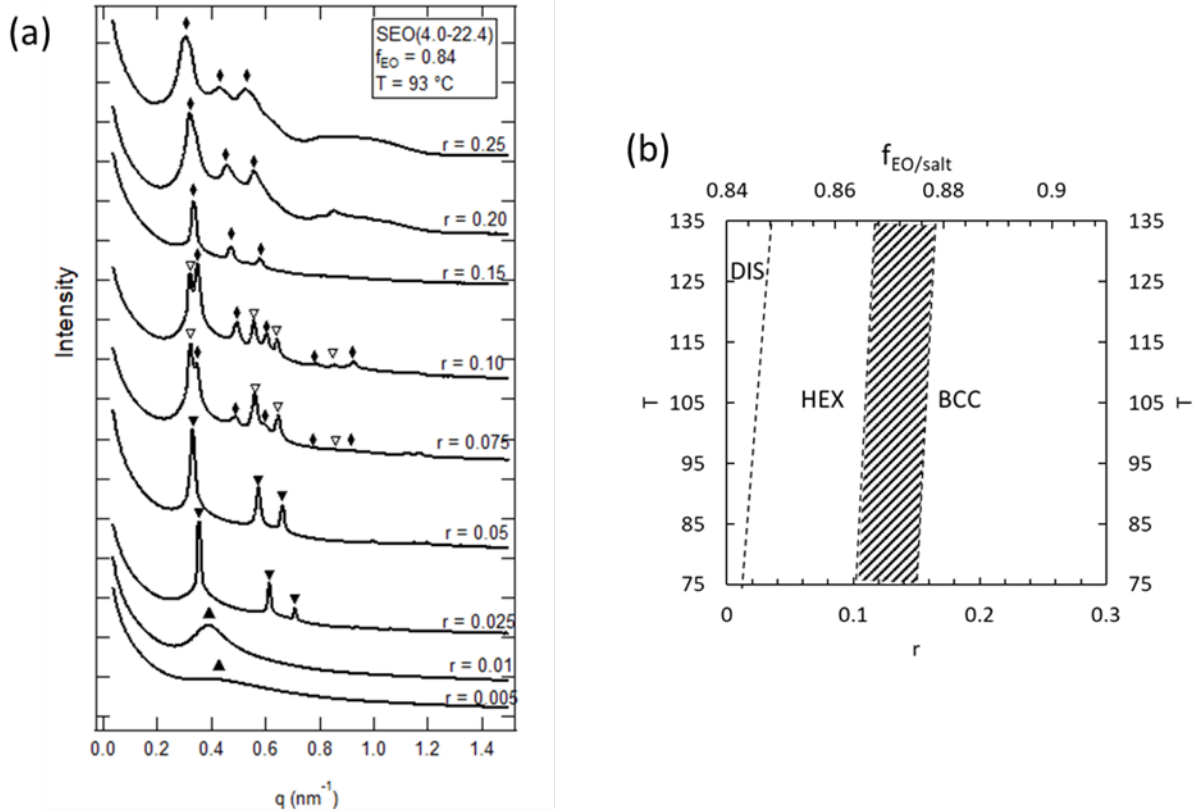 (a)
SEO(4.0-22.4)
f_EO = 0.84
T = 93 °C
r = 0.25
r = 0.20
r = 0.15
r = 0.10
r = 0.075
r = 0.05
r = 0.025
r = 0.01
r = 0.005
Intensity
0.0 0.2 0.4 0.6 0.8 1.0 1.2 1.4
q (nm⁻¹)
(b)
f_EO/salt
0.84 0.86 0.88 0.9
135 135
DIS
125 125
115 115
T 105 HEX BCC 105 T
95 95
85 85
75 75
0 0.1 0.2 0.3
r